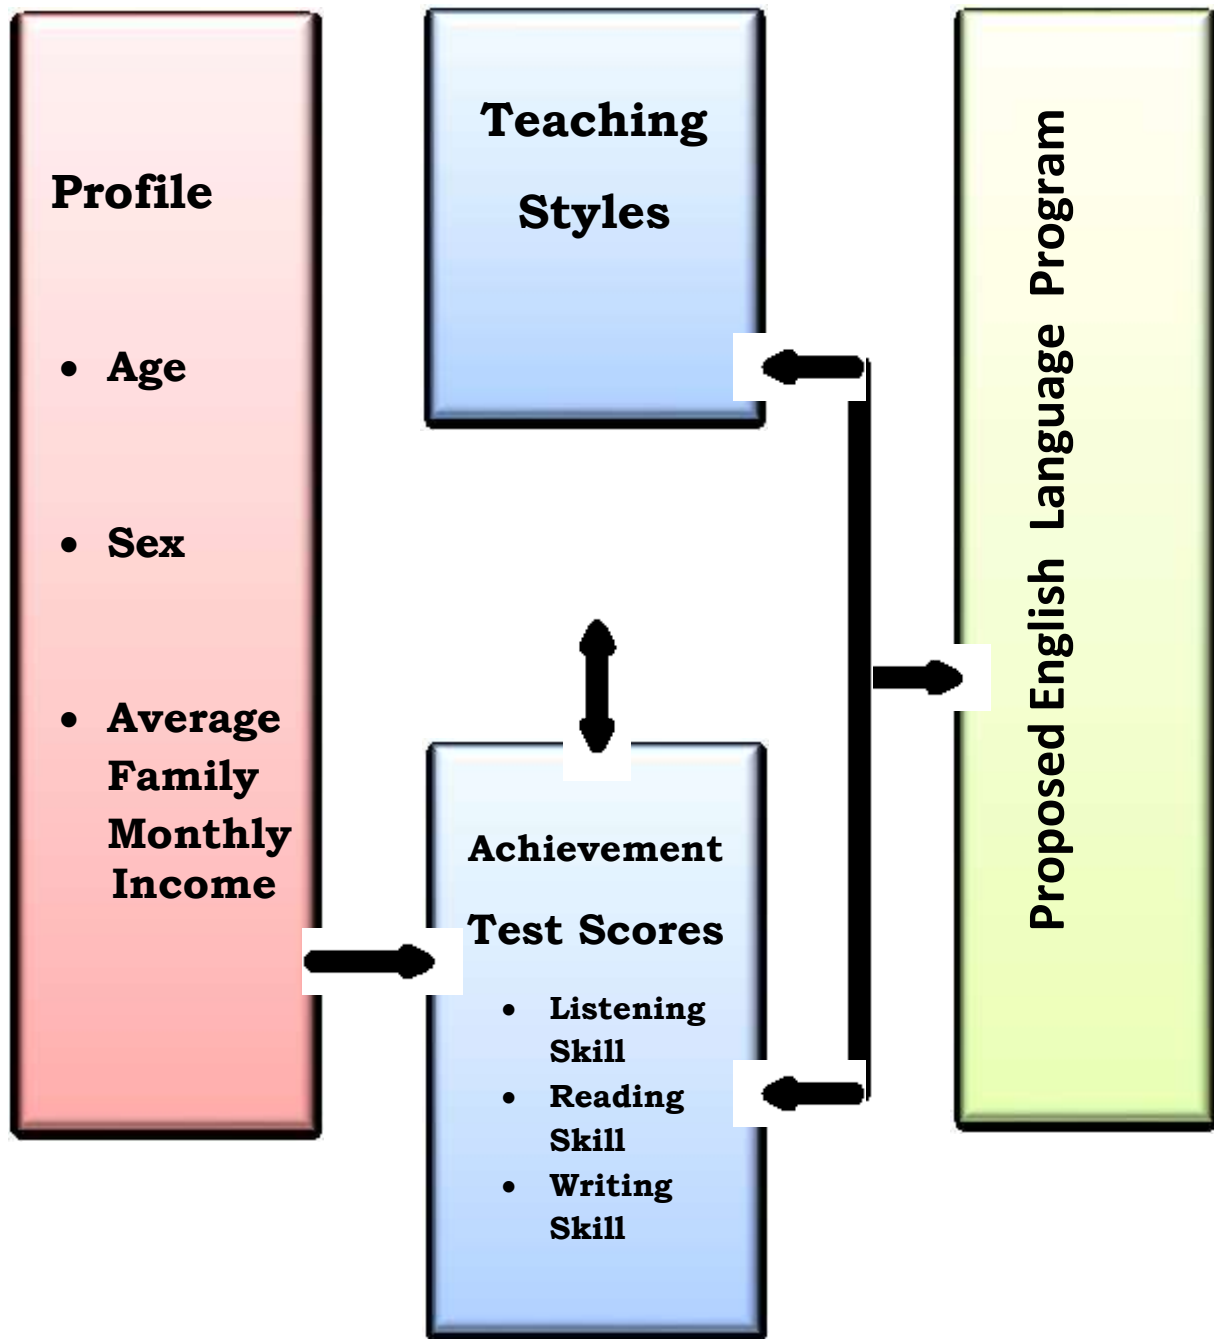 Profile
• Age
• Sex
• Average
Family
Monthly
Income
Teaching
Styles
Achievement
Test Scores
• Listening
Skill
• Reading
Skill
• Writing
Skill
Proposed English Language Program